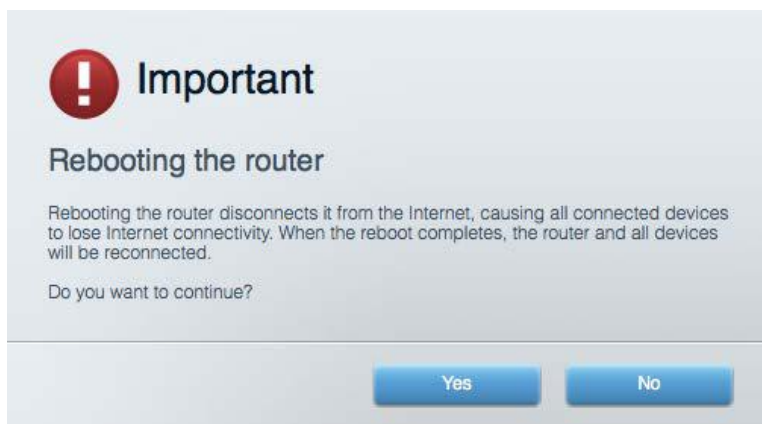 Important
Rebooting the router
Rebooting the router disconnects it from the Internet, causing all connected devices
to lose Internet connectivity. When the reboot completes, the router and all devices
will be reconnected.
Do you want to continue?
Yes No